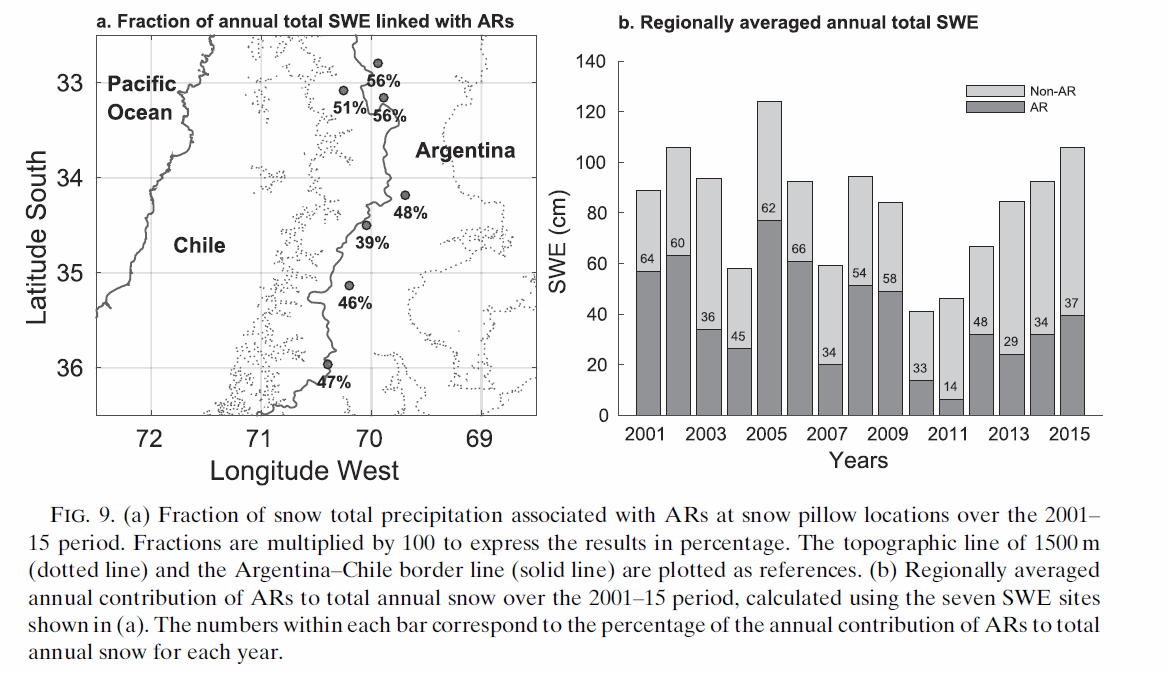 a. Fraction of annual total SWE linked with ARs
33
34
35
36
Latitude South
72
71
70
69
Longitude West
Pacific
Ocean
Chile
Argentina
56%
51%
56%
48%
39%
46%
47%
b. Regionally averaged annual total SWE
140
120
100
80
60
40
20
0
SWE (cm)
Non-AR
AR
64
60
36
45
62
66
34
54
58
33
14
48
29
34
37
2001
2003
2005
2007
2009
2011
2013
2015
Years
FIG. 9. (a) Fraction of snow total precipitation associated with ARs at snow pillow locations over the 2001–
15 period. Fractions are multiplied by 100 to express the results in percentage. The topographic line of 1500 m
(dotted line) and the Argentina–Chile border line (solid line) are plotted as references. (b) Regionally averaged
annual contribution of ARs to total annual snow over the 2001–15 period, calculated using the seven SWE sites
shown in (a). The numbers within each bar correspond to the percentage of the annual contribution of ARs to total
annual snow for each year.